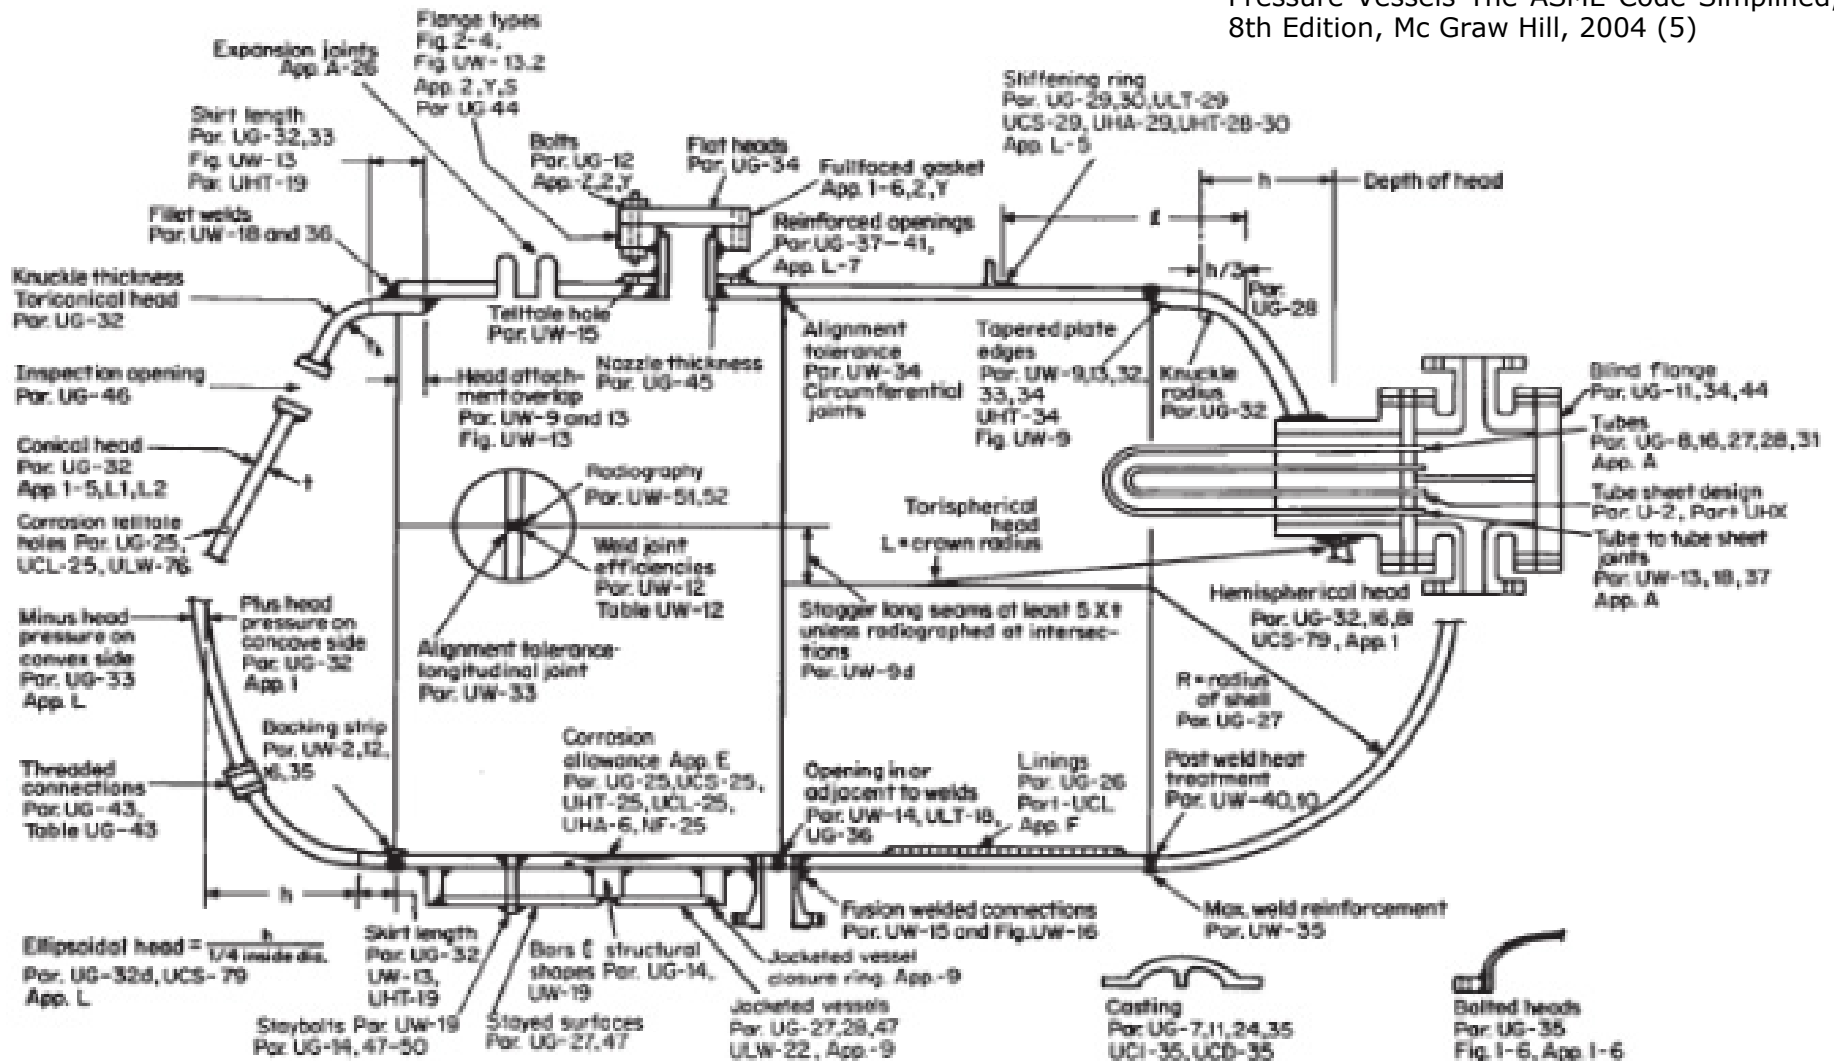 Pressure Vessels The ASME Code Simplified,
8th Edition, Mc Graw Hill, 2004 (5)
Flange types
Fig. 2-4,
Fig. UW-13.2
App. 2,Y,S
Par UG-44
Expansion joints
App. A-26
Skirt length
Par. UG-32,33
Fig. UW-13
Par. UHT-19
Bolts
Par. UG-12
App.-2,2,Y
Flat heads
Par. UG-34
Fullfaced gasket
App. 1-6,2,Y
Reinforced openings
Par. UG-37-41,
App. L-7
Stiffening ring
Par. UG-29,30,ULT-29
UCS-29, UHA-29,UHT-28-30
App. L-5
h
Depth of head
ℓ
h/3
Par.
UG-28
Fillet welds
Par. UW-18 and 36
Knuckle thickness
Toriconical head
Par. UG-32
Telltale hole
Par. UW-15
Nozzle thickness
Par. UG-45
Alignment
tolerance
Par. UW-34
Circumferential
joints
Tapered plate
edges
Par. UW-9,13,32,
33,34
UHT-34
Fig. UW-9
Knuckle
radius
Par. UG-32
Blind flange
Par. UG-11,34,44
Tubes
Par. UG-8,16,27,28,31
App. A
Tube sheet design
Par. U-2, Part UHX
Tube to tube sheet
joints
Par. UW-13,18,37
App. A
Inspection opening
Par. UG-46
Head attach-
ment overlap
Par. UW-9 and 13
Fig. UW-13
Conical head
Par. UG-32
App 1-5,L1,L2
t
Corrosion telltale
holes Par. UG-25,
UCL-25, ULW-76
Radiography
Par. UW-51,52
Weld joint
efficiencies
Par. UW-12
Table UW-12
Torispherical
head
L=crown radius
Minus head
pressure on
convex side
Par. UG-33
App. L
Plus head
pressure on
concave side
Par. UG-32
App. 1
Alignment tolerance-
longitudinal joint
Par. UW-33
Stagger long seams at least 5 X t
unless radiographed at intersec-
tions
Par. UW-9d
Hemispherical head
Par. UG-32,16,81
UCS-79, App. 1
R=radius
of shell
Par. UG-27
Backing strip
Par. UW-2,12,
16,35
Threaded
connections
Par. UG-43,
Table UG-43
Corrosion
allowance App. E
Par. UG-25,UCS-25,
UHT-25,UCL-25,
UHA-6, NF-25
Opening in or
adjacent to welds
Par. UW-14, ULT-18,
UG-36
Linings
Par. UG-26
Part-UCL
App. F
Post weld heat
treatment
Par. UW-40,10
h
Ellipsoidal head = h
1/4 inside dia.
Par. UG-32d, UCS-79
App. L
Skirt length
Par. UG-32
UW-13,
UHT-19
Bars & structural
shapes Par. UG-14,
UW-19
Fusion welded connections
Par. UW-15 and Fig. UW-16
Max. weld reinforcement
Par. UW-35
Jacketed vessel
closure ring. App.-9
Staybolts Par. UW-19
Par. UG-14,47-50
Stayed surfaces
Par. UG-27,47
Jacketed vessels
Par. UG-27,28,47
ULW-22, App.-9
Casting
Par. UG-7,11,24,35
UCI-35, UCD-35
Bolted heads
Par. UG-35
Fig. 1-6, App. 1-6